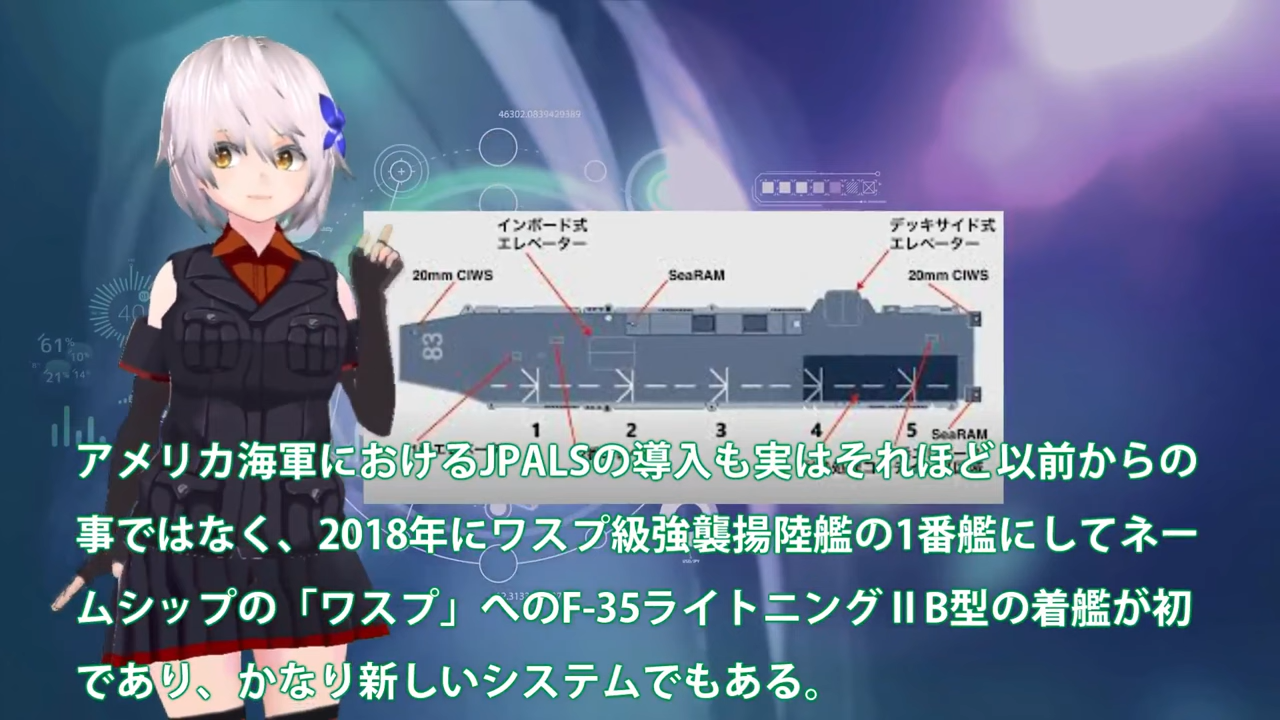 46302.0839429389
インボード式
エレベーター
デッキサイド式
エレベーター
20mm CIWS
SeaRAM
20mm CIWS
83
40
61%
10%
21%
14%
1 2 3 4 5
SeaRAM
アメリカ海軍におけるJPALSの導入も実はそれほど以前からの
事ではなく、2018年にワスプ級強襲揚陸艦の1番艦にしてネー
ムシップの「ワスプ」へのF-35ライトニングⅡB型の着艦が初
であり、かなり新しいシステムでもある。